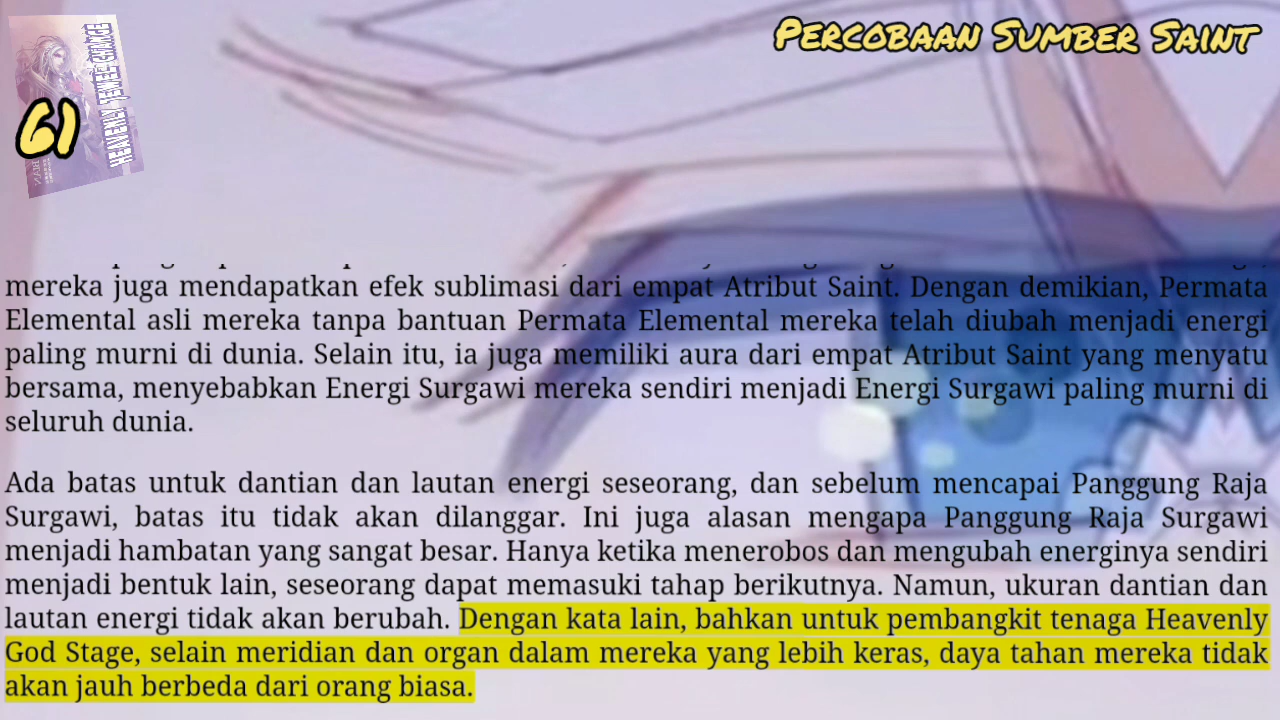 Percobaan Sumber Saint
HEAVENLY JEWEL CHANGE
61
mereka juga mendapatkan efek sublimasi dari empat Atribut Saint. Dengan demikian, Permata
Elemental asli mereka tanpa bantuan Permata Elemental mereka telah diubah menjadi energi
paling murni di dunia. Selain itu, ia juga memiliki aura dari empat Atribut Saint yang menyatu
bersama, menyebabkan Energi Surgawi mereka sendiri menjadi Energi Surgawi paling murni di
seluruh dunia.
Ada batas untuk dantian dan lautan energi seseorang, dan sebelum mencapai Panggung Raja
Surgawi, batas itu tidak akan dilanggar. Ini juga alasan mengapa Panggung Raja Surgawi
menjadi hambatan yang sangat besar. Hanya ketika menerobos dan mengubah energinya sendiri
menjadi bentuk lain, seseorang dapat memasuki tahap berikutnya. Namun, ukuran dantian dan
lautan energi tidak akan berubah. Dengan kata lain, bahkan untuk pembangkit tenaga Heavenly
God Stage, selain meridian dan organ dalam mereka yang lebih keras, daya tahan mereka tidak
akan jauh berbeda dari orang biasa.